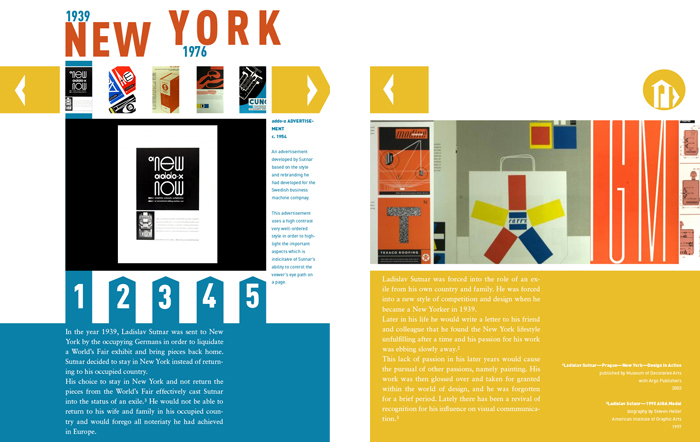 1939
NEW YORK
1976
addo-x ADVERTISE-
MENT
c. 1956
An advertisement
developed by Sutnar
based on the style
and rebranding he
had developed for the
Swedish business
machine compnay.
This advertisement
uses a high contrast
very well-ordered
style in order to high-
light the important
aspects which is
indicitave of Sutnar's
ability to control the
viewer's eye path on
a page.
new
addo-x
now
1 2 3 4 5
In the year 1939, Ladislav Sutnar was sent to New
York by the occupying Germans in order to liquidate
a World's Fair exhibit and bring pieces back home.
Sutnar decided to stay in New York instead of return-
ing to his occupied country.
His choice to stay in New York and not return the
pieces from the World's Fair effectively cast Sutnar
into the status of an exile.² He would not be able to
return to his wife and family in his occupied coun-
try and would forego all noteriety he had achieved
in Europe.
T
TEXACO ROOFING
Ladislav Sutnar was forced into the role of an ex-
ile from his own country and family. He was forced
into a new style of competition and design when he
became a New Yorker in 1939.
Later in his life he would write a letter to his friend
and colleague that he found the New York lifestyle
unfulfilling after a time and his passion for his work
was ebbing slowly away.²
This lack of passion in his later years would cause
the pursual of other passions, namely painting. His
work was then glossed over and taken for granted
within the world of design, and he was forgotten
for a brief period. Lately there has been a revival of
recognition for his influence on visual communica-
tion.³
Ladislav Sutnar—Prague—New York—Design in Action
published by Museum of Decorative Arts
with Argo Publishers
2003
Ladislav Sutnar—1995 AIGA Medal
biography by Steven Heller
American Institute of Graphic Arts